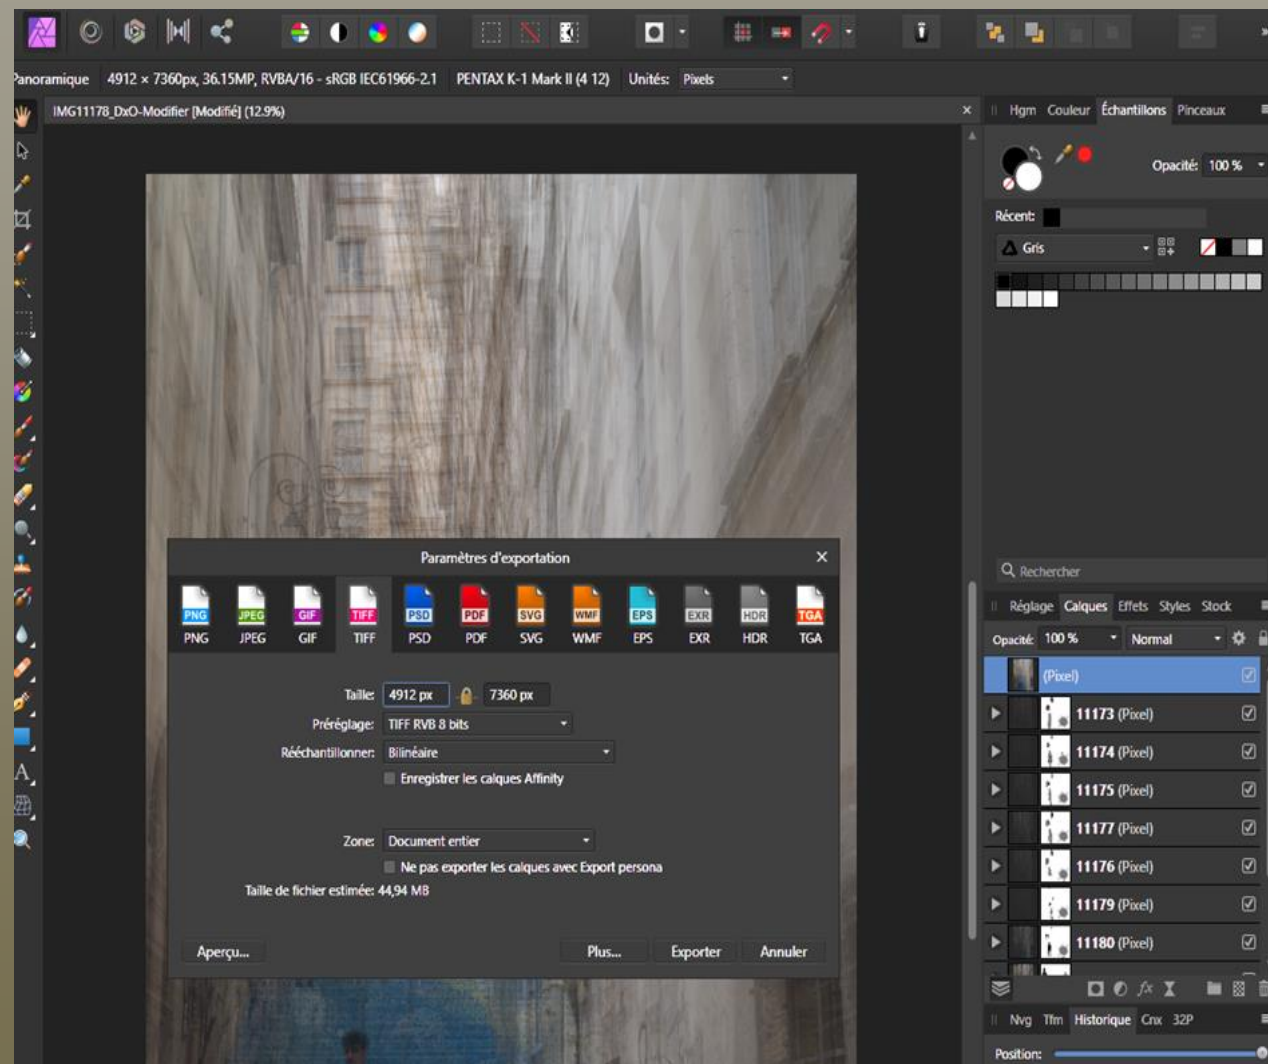 Panoramique 4912 × 7360px, 36.15MP, RVBA/16 - sRGB IEC61966-2.1 PENTAX K-1 Mark II (4 12) Unités: Pixels
IMG11178_DxO-Modifier [Modifié] (12.9%)
Hgm Couleur Échantillons Pinceaux
Opacité: 100 %
Récent:
Gris
Paramètres d'exportation
PNG JPEG GIF TIFF PSD PDF SVG WMF EPS EXR HDR TGA
PNG JPEG GIF TIFF PSD PDF SVG WMF EPS EXR HDR TGA
Taille: 4912 px 7360 px
Préréglage: TIFF RVB 8 bits
Rééchantillonner: Bilinéaire
Enregistrer les calques Affinity
Zone: Document entier
Ne pas exporter les calques avec Export persona
Taille de fichier estimée: 44,94 MB
Aperçu... Plus... Exporter Annuler
Rechercher
Réglage Calques Effets Styles Stock
Opacité: 100 % Normal
(Pixel)
11173 (Pixel)
11174 (Pixel)
11175 (Pixel)
11177 (Pixel)
11176 (Pixel)
11179 (Pixel)
11180 (Pixel)
fx
Nvg Tfm Historique Cnx 32P
Position:
A